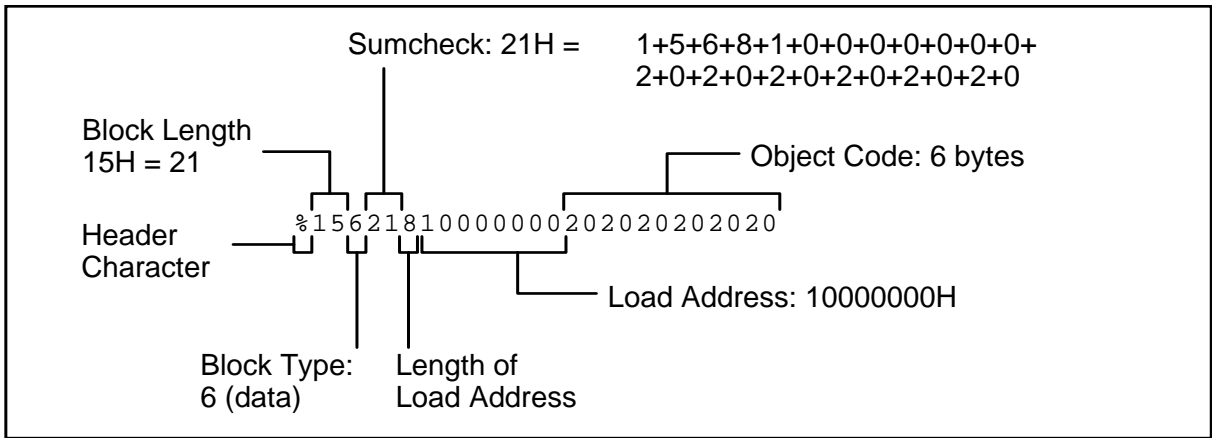 Sumcheck: 21H = 1+5+6+8+1+0+0+0+0+0+0+0+
2+0+2+0+2+0+2+0+2+0+2+0
Block Length
15H = 21
Object Code: 6 bytes
%15621810000000202020202020
Header
Character
Load Address: 10000000H
Block Type:
6 (data)
Length of
Load Address